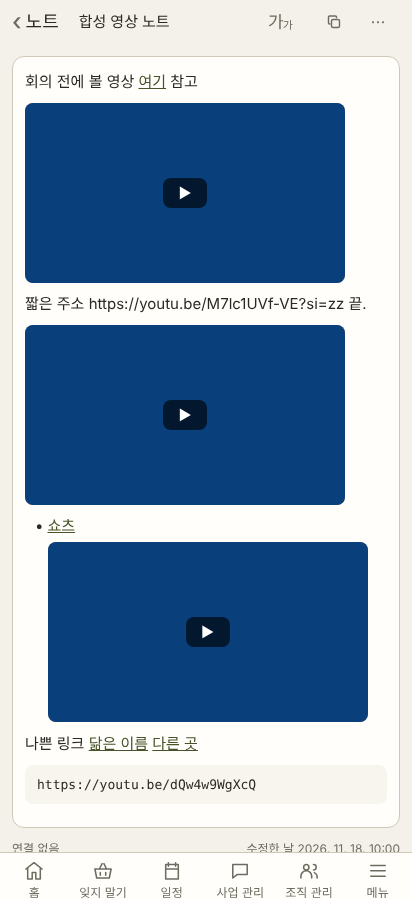 노트 합성 영상 노트 가가
회의 전에 볼 영상 여기 참고
짧은 주소 https://youtu.be/M7lc1UVf-VE?si=zz 끝.
• 쇼츠
나쁜 링크 닮은 이름 다른 곳
https://youtu.be/dQw4w9WgXcQ
연결 없음 수정한 날 2026. 11. 18. 10:00
홈 잊지 말기 일정 사업 관리 조직 관리 메뉴